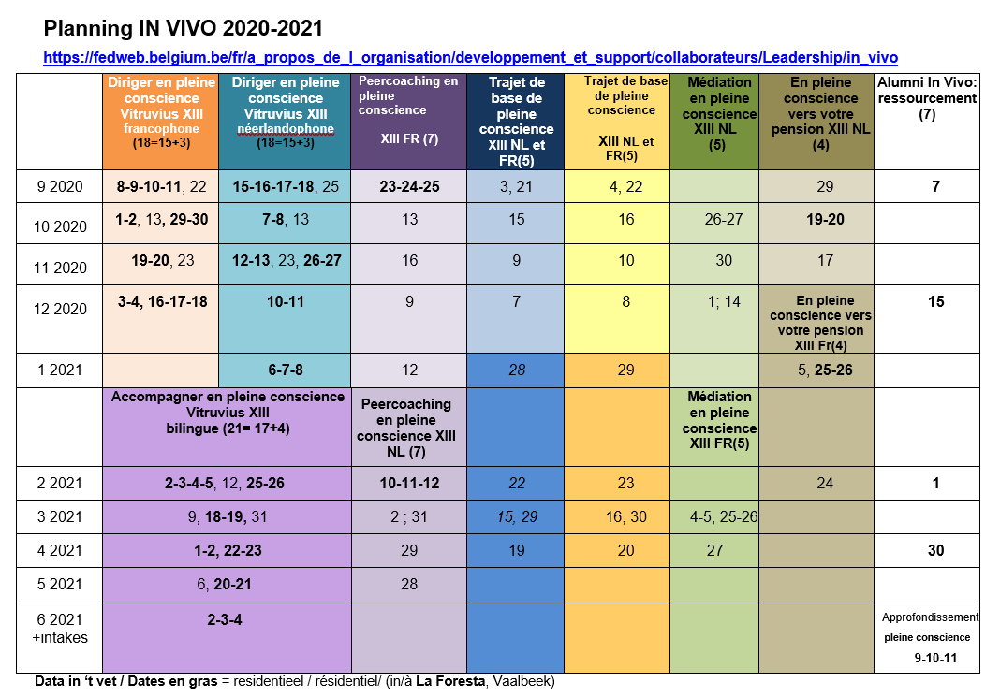 Planning IN VIVO 2020-2021
https://fedweb.belgium.be/fr/a_propos_de_l_organisation/developpement_et_support/collaborateurs/Leadership/in_vivo
Diriger en pleine
conscience
Vitruvius XIII
francophone
(18=15+3)
Diriger en pleine
conscience
Vitruvius XIII
néerlandophone
(18=15+3)
Peercoaching en
pleine
conscience
XIII FR (7)
Trajet de
base de
pleine
conscience
XIII NL et
FR(5)
Trajet de base
de pleine
conscience
XIII NL et
FR(5)
Médiation
en pleine
conscience
XIII NL
(5)
En pleine
conscience
vers votre
pension XIII NL
(4)
Alumni In Vivo:
ressourcement
(7)
9 2020
8-9-10-11, 22
15-16-17-18, 25
23-24-25
3, 21
4, 22
29
7
10 2020
1-2, 13, 29-30
7-8, 13
13
15
16
26-27
19-20
11 2020
19-20, 23
12-13, 23, 26-27
16
9
10
30
17
12 2020
3-4, 16-17-18
10-11
9
7
8
1; 14
En pleine
conscience vers
votre pension
XIII Fr(4)
15
1 2021
6-7-8
12
28
29
5, 25-26
Accompagner en pleine conscience
Vitruvius XIII
bilingue (21= 17+4)
Peercoaching
en pleine
conscience XIII
NL (7)
Médiation
en pleine
conscience
XIII FR(5)
2 2021
2-3-4-5, 12, 25-26
10-11-12
22
23
24
1
3 2021
9, 18-19, 31
2 ; 31
15, 29
16, 30
4-5, 25-26
4 2021
1-2, 22-23
29
19
20
27
30
5 2021
6, 20-21
28
6 2021
+intakes
2-3-4
Approfondissement
pleine conscience
9-10-11
Data in ‘t vet / Dates en gras = residentieel / résidentiel/ (in/à La Foresta, Vaalbeek)